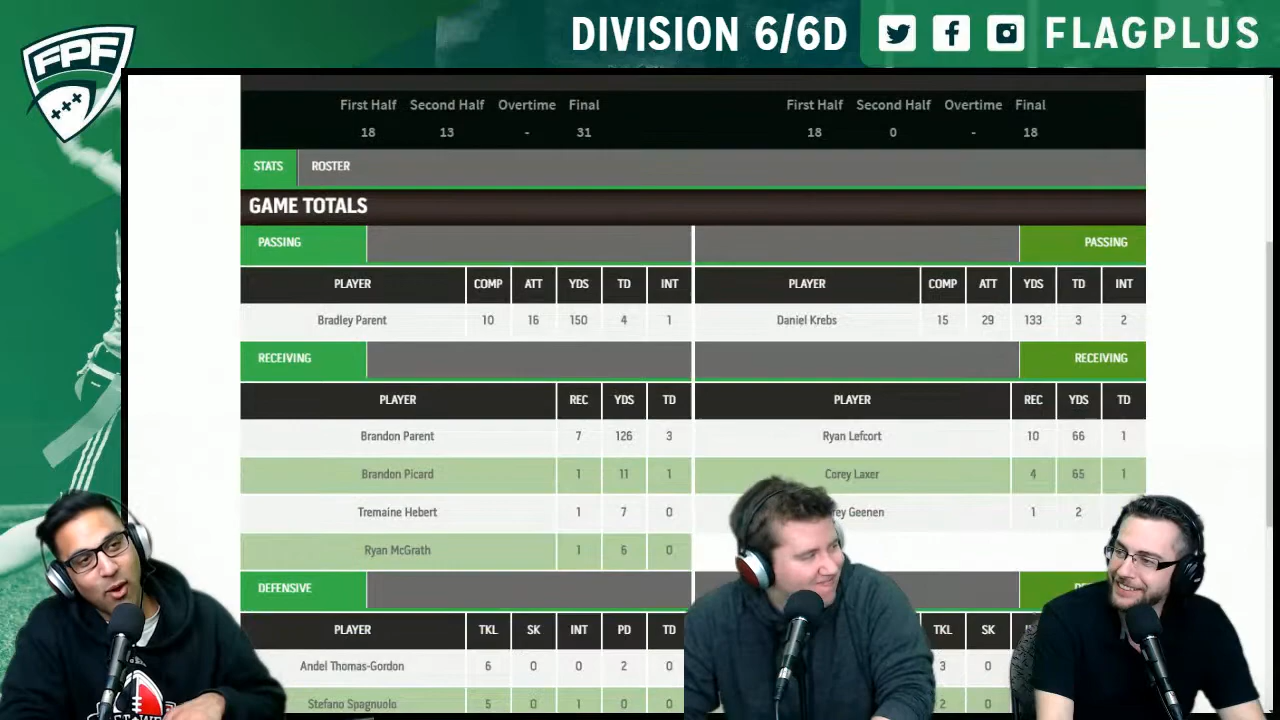 FPF
DIVISION 6/6D
FLAGPLUS
First Half Second Half Overtime Final
18 13 - 31
First Half Second Half Overtime Final
18 0 - 18
STATS ROSTER
GAME TOTALS
PASSING
PASSING
PLAYER COMP ATT YDS TD INT
PLAYER COMP ATT YDS TD INT
Bradley Parent 10 16 150 4 1
Daniel Krebs 15 29 133 3 2
RECEIVING
RECEIVING
PLAYER REC YDS TD
PLAYER REC YDS TD
Brandon Parent 7 126 3
Ryan Lefcort 10 66 1
Brandon Picard 1 11 1
Corey Laxer 4 65 1
Tremaine Hebert 1 7 0
rey Geenen 1 2
Ryan McGrath 1 6 0
DEFENSIVE
PLAYER TKL SK INT PD TD
TKL SK
Andel Thomas-Gordon 6 0 0 2 0
3 0
Stefano Spagnuolo 5 0 1 0 0
2 0